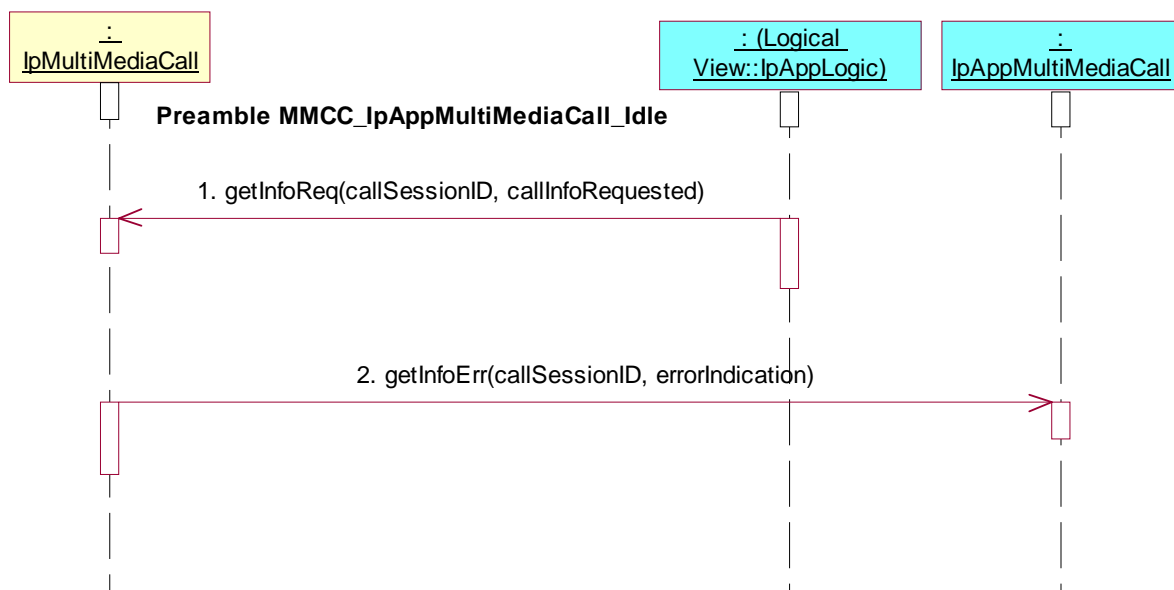 :
IpMultiMediaCall
: (Logical
View::IpAppLogic)
:
IpAppMultiMediaCall
Preamble MMCC_IpAppMultiMediaCall_Idle
1. getInfoReq(callSessionID, callInfoRequested)
2. getInfoErr(callSessionID, errorIndication)